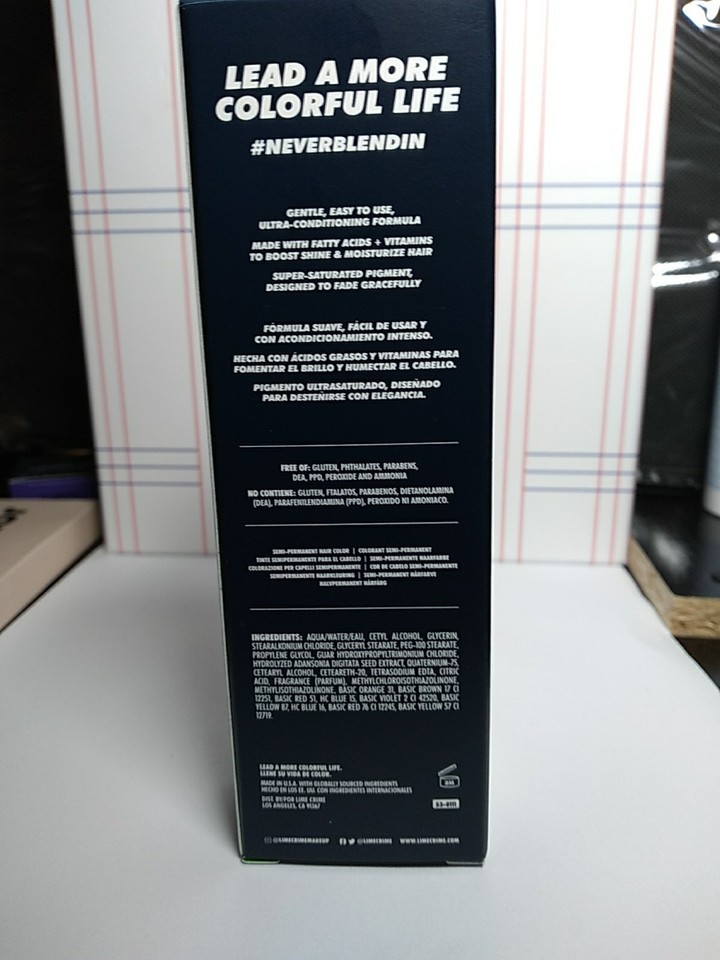 LEAD A MORE
COLORFUL LIFE
#NEVERBLENDIN
GENTLE, EASY TO USE,
ULTRA-CONDITIONING FORMULA
MADE WITH FATTY ACIDS + VITAMINS
TO BOOST SHINE & MOISTURIZE HAIR
SUPER-SATURATED PIGMENT,
DESIGNED TO FADE GRACEFULLY
FÓRMULA SUAVE, FÁCIL DE USAR Y
CON ACONDICIONAMIENTO INTENSO.
HECHA CON ÁCIDOS GRASOS Y VITAMINAS PARA
FOMENTAR EL BRILLO Y HUMECTAR EL CABELLO.
PIGMENTO ULTRASATURADO, DISEÑADO
PARA DESTEÑIRSE CON ELEGANCIA.
FREE OF: GLUTEN, PHTHALATES, PARABENS,
DEA, PPD, PEROXIDE AND AMMONIA
NO CONTIENE: GLUTEN, FTALATOS, PARABENOS, DIETANOLAMINA
(DEA), PARAFENILENDIAMINA (PPD), PEROXIDO NI AMONIACO.
SEMI-PERMANENT HAIR COLOR | COLORANT SEMI-PERMANENT
TINTE SEMIPERMANENTE PARA EL CABELLO | SEMI-PERMANENTE HAARFARBE
COLORAZIONE PER CAPELLI SEMIPERMANENTE | COR DE CABELO SEMI-PERMANENTE
SEMIPERMANENTE HAARKLEURING | SEMI-PERMANENT HÅRFARVE
HALVPERMANENT HÅRFÄRG
INGREDIENTS: AQUA/WATER/EAU, CETYL ALCOHOL, GLYCERIN,
STEARALKONIUM CHLORIDE, GLYCERYL STEARATE, PEG-100 STEARATE,
PROPYLENE GLYCOL, GUAR HYDROXYPROPYLTRIMONIUM CHLORIDE,
HYDROLYZED ADANSONIA DIGITATA SEED EXTRACT, QUATERNIUM-75,
CETEARYL ALCOHOL, CETEARETH-20, TETRASODIUM EDTA, CITRIC
ACID, FRAGRANCE (PARFUM), METHYLCHLOROISOTHIAZOLINONE,
METHYLISOTHIAZOLINONE, BASIC ORANGE 31, BASIC BROWN 17 CI
12251, BASIC RED 51, HC BLUE 15, BASIC VIOLET 2 CI 42520, BASIC
YELLOW 87, HC BLUE 16, BASIC RED 76 CI 12245, BASIC YELLOW 57 CI
12719.
LEAD A MORE COLORFUL LIFE.
LLENE SU VIDA DE COLOR.
MADE IN U.S.A. WITH GLOBALLY SOURCED INGREDIENTS
HECHO EN LOS EE. UU. CON INGREDIENTES INTERNACIONALES
DIST. BY/POR LIME CRIME
LOS ANGELES, CA 91367
@LIMECRIMEMAKEUP @LIMECRIME WWW.LIMECRIME.COM